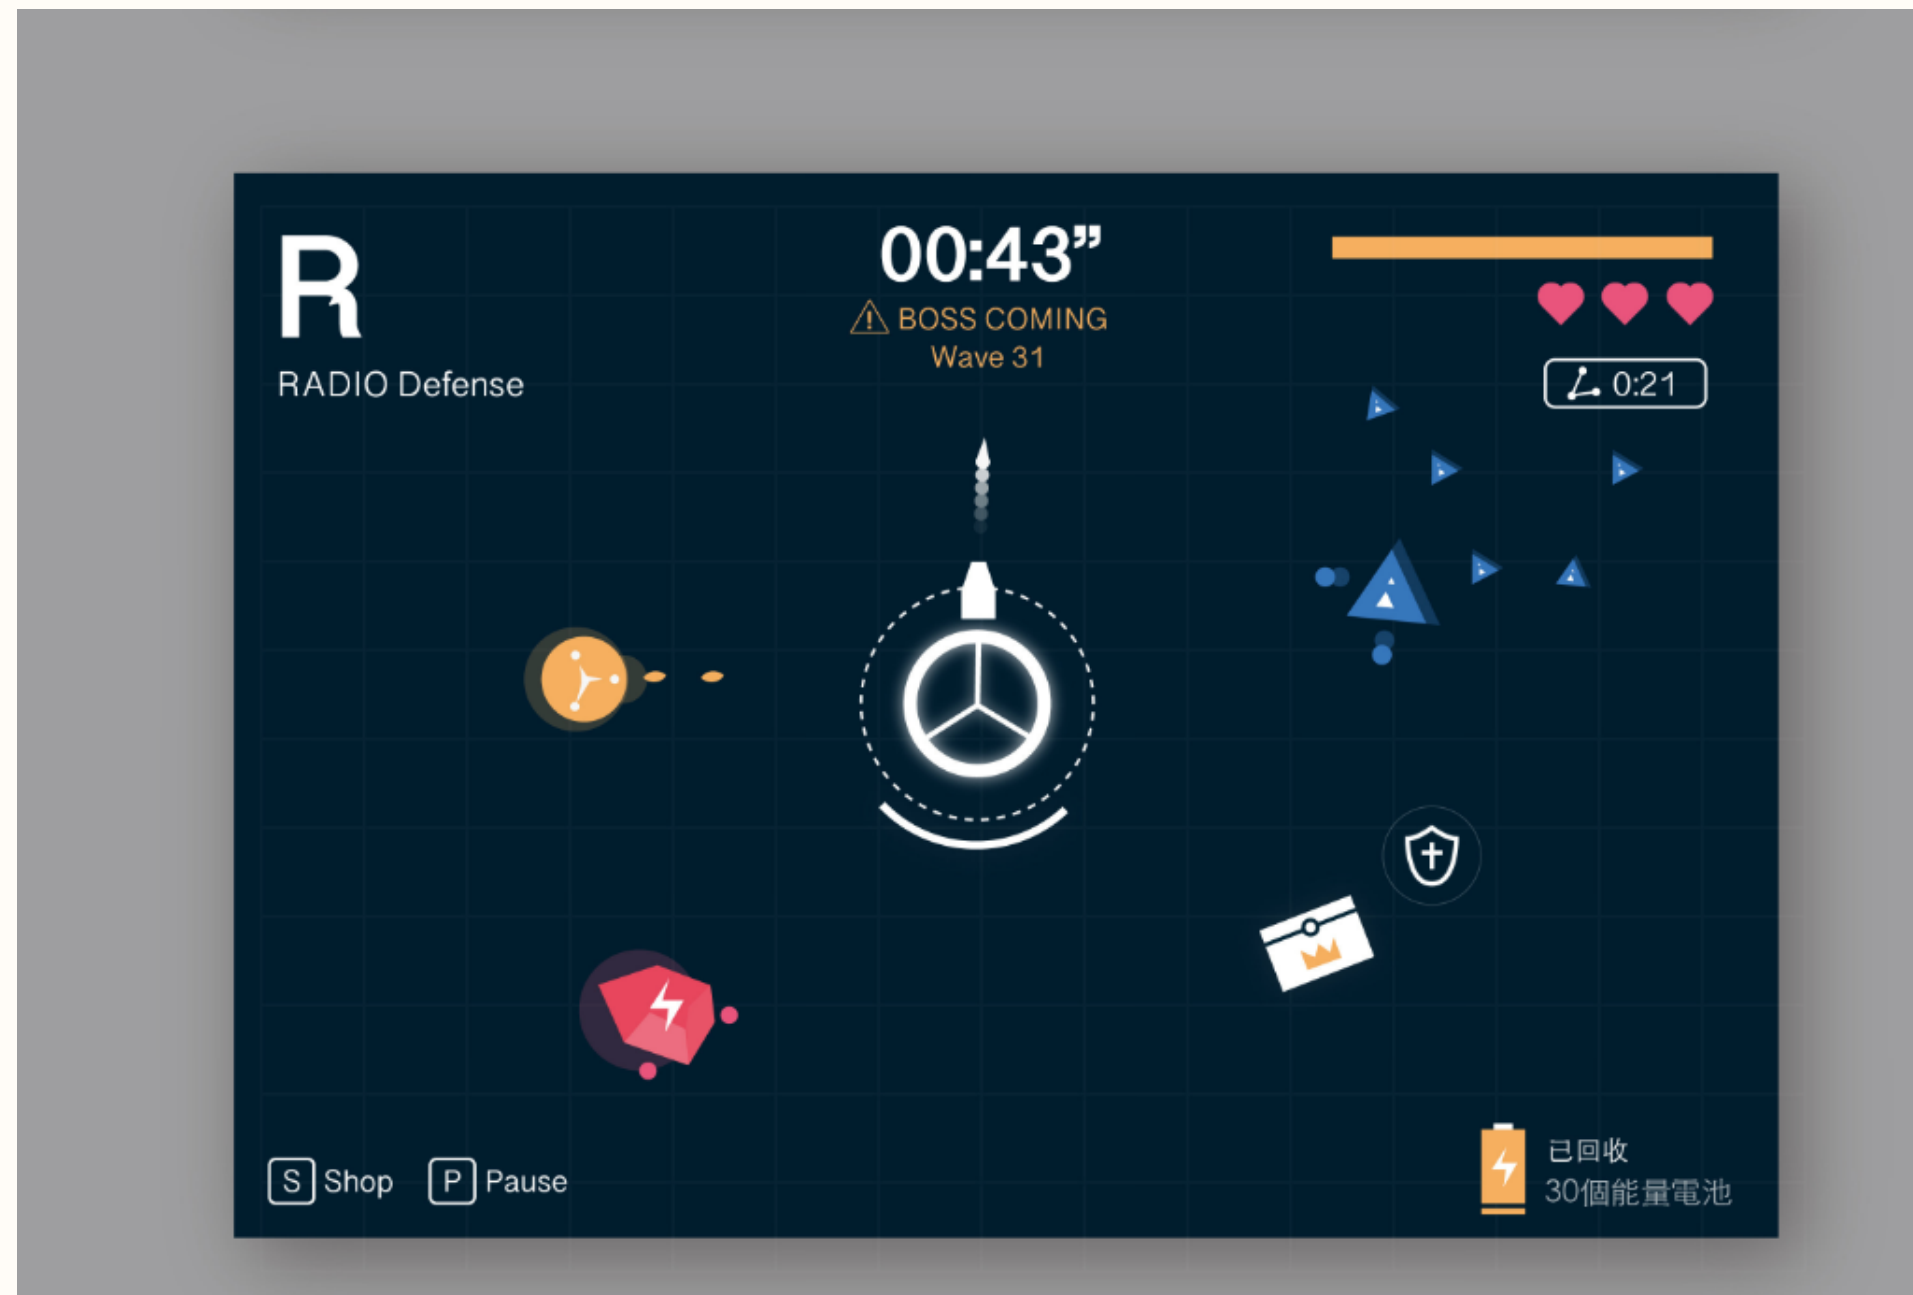 R
RADIO Defense
00:43”
BOSS COMING
Wave 31
0:21
S Shop
P Pause
已回收
30個能量電池